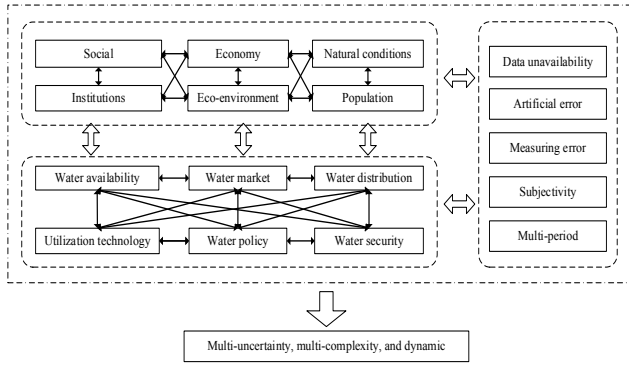 Social
Economy
Natural conditions
Institutions
Eco-environment
Population
Water availability
Water market
Water distribution
Utilization technology
Water policy
Water security
Data unavailability
Artificial error
Measuring error
Subjectivity
Multi-period
Multi-uncertainty, multi-complexity, and dynamic